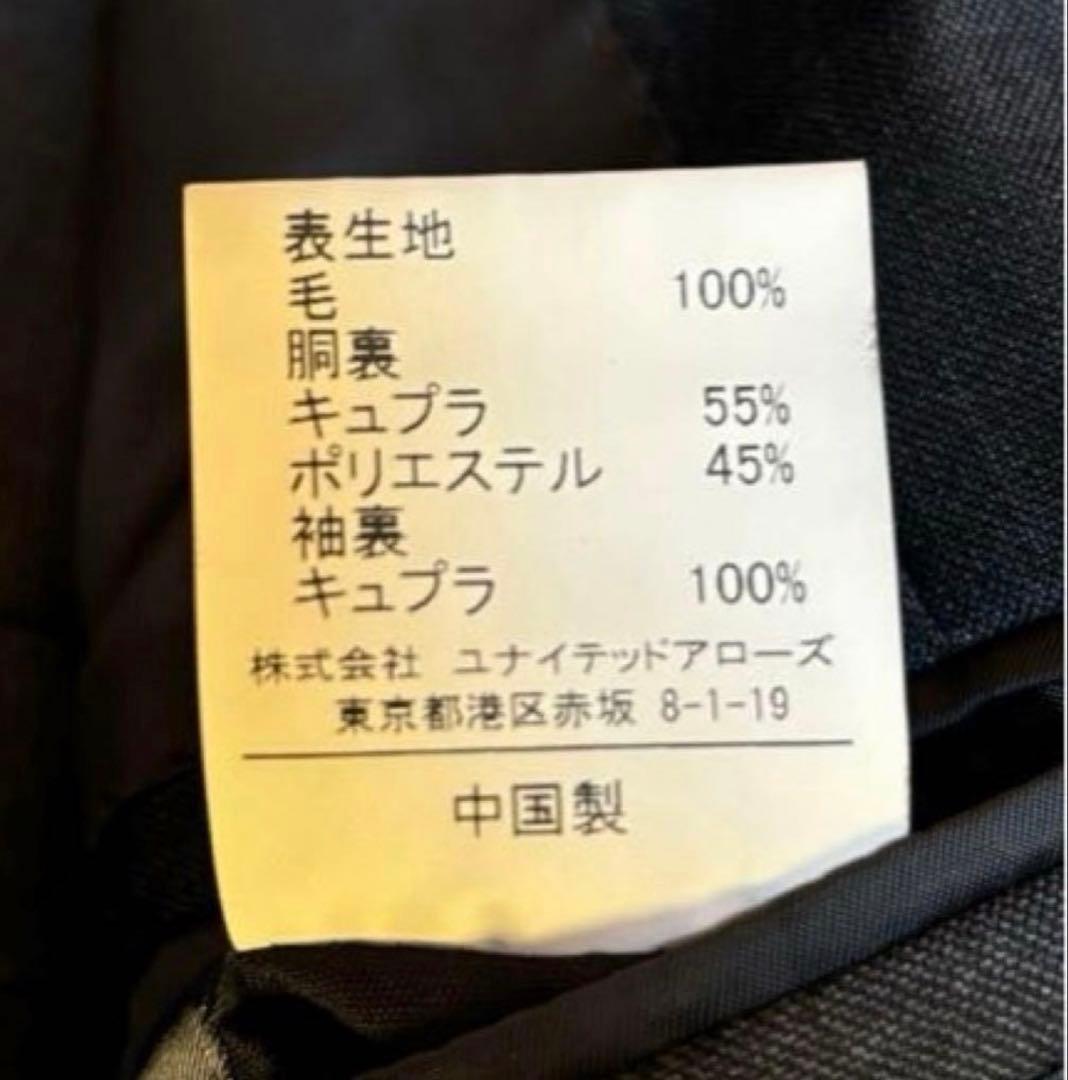 表生地
毛 100%
胴裏
キュプラ 55%
ポリエステル 45%
袖裏
キュプラ 100%
株式会社 ユナイテッドアローズ
東京都港区赤坂 8-1-19
中国製